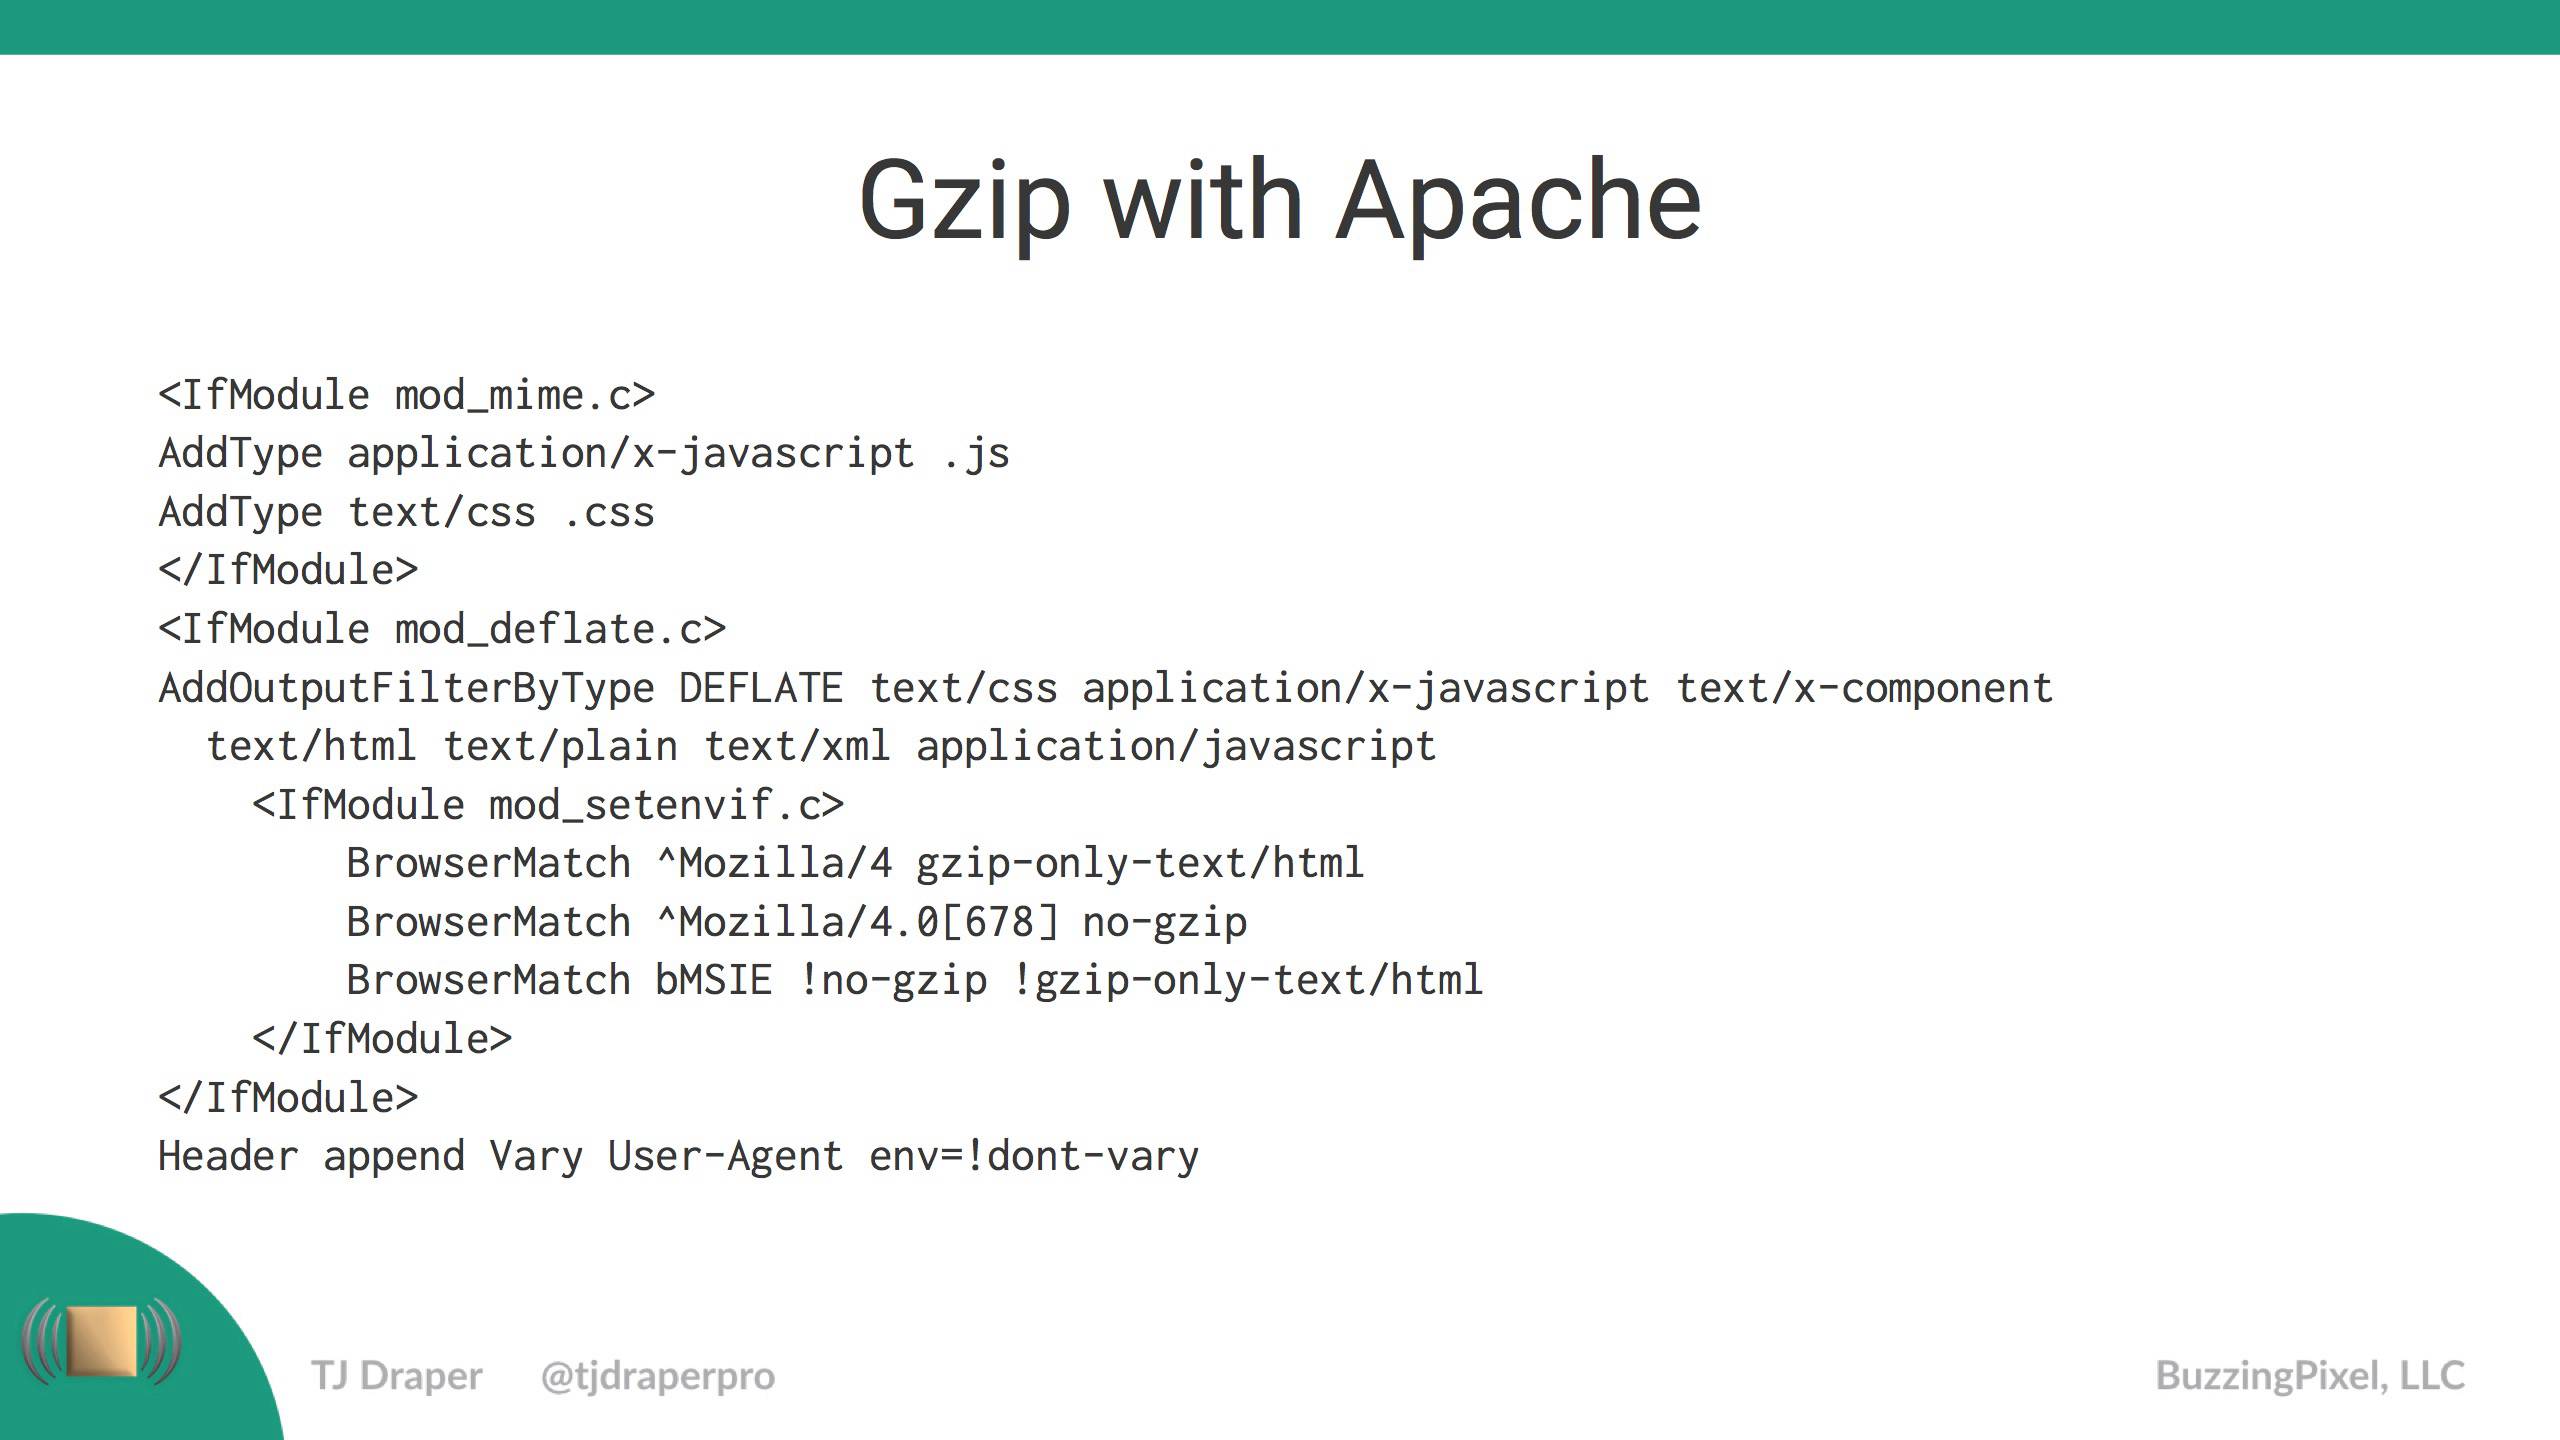 Gzip with Apache
<IfModule mod_mime.c>
AddType application/x-javascript .js
AddType text/css .css
</IfModule>
<IfModule mod_deflate.c>
AddOutputFilterByType DEFLATE text/css application/x-javascript text/x-component
  text/html text/plain text/xml application/javascript
    <IfModule mod_setenvif.c>
        BrowserMatch ^Mozilla/4 gzip-only-text/html
        BrowserMatch ^Mozilla/4.0[678] no-gzip
        BrowserMatch bMSIE !no-gzip !gzip-only-text/html
    </IfModule>
</IfModule>
Header append Vary User-Agent env=!dont-vary
TJ Draper @tjdraperpro BuzzingPixel, LLC